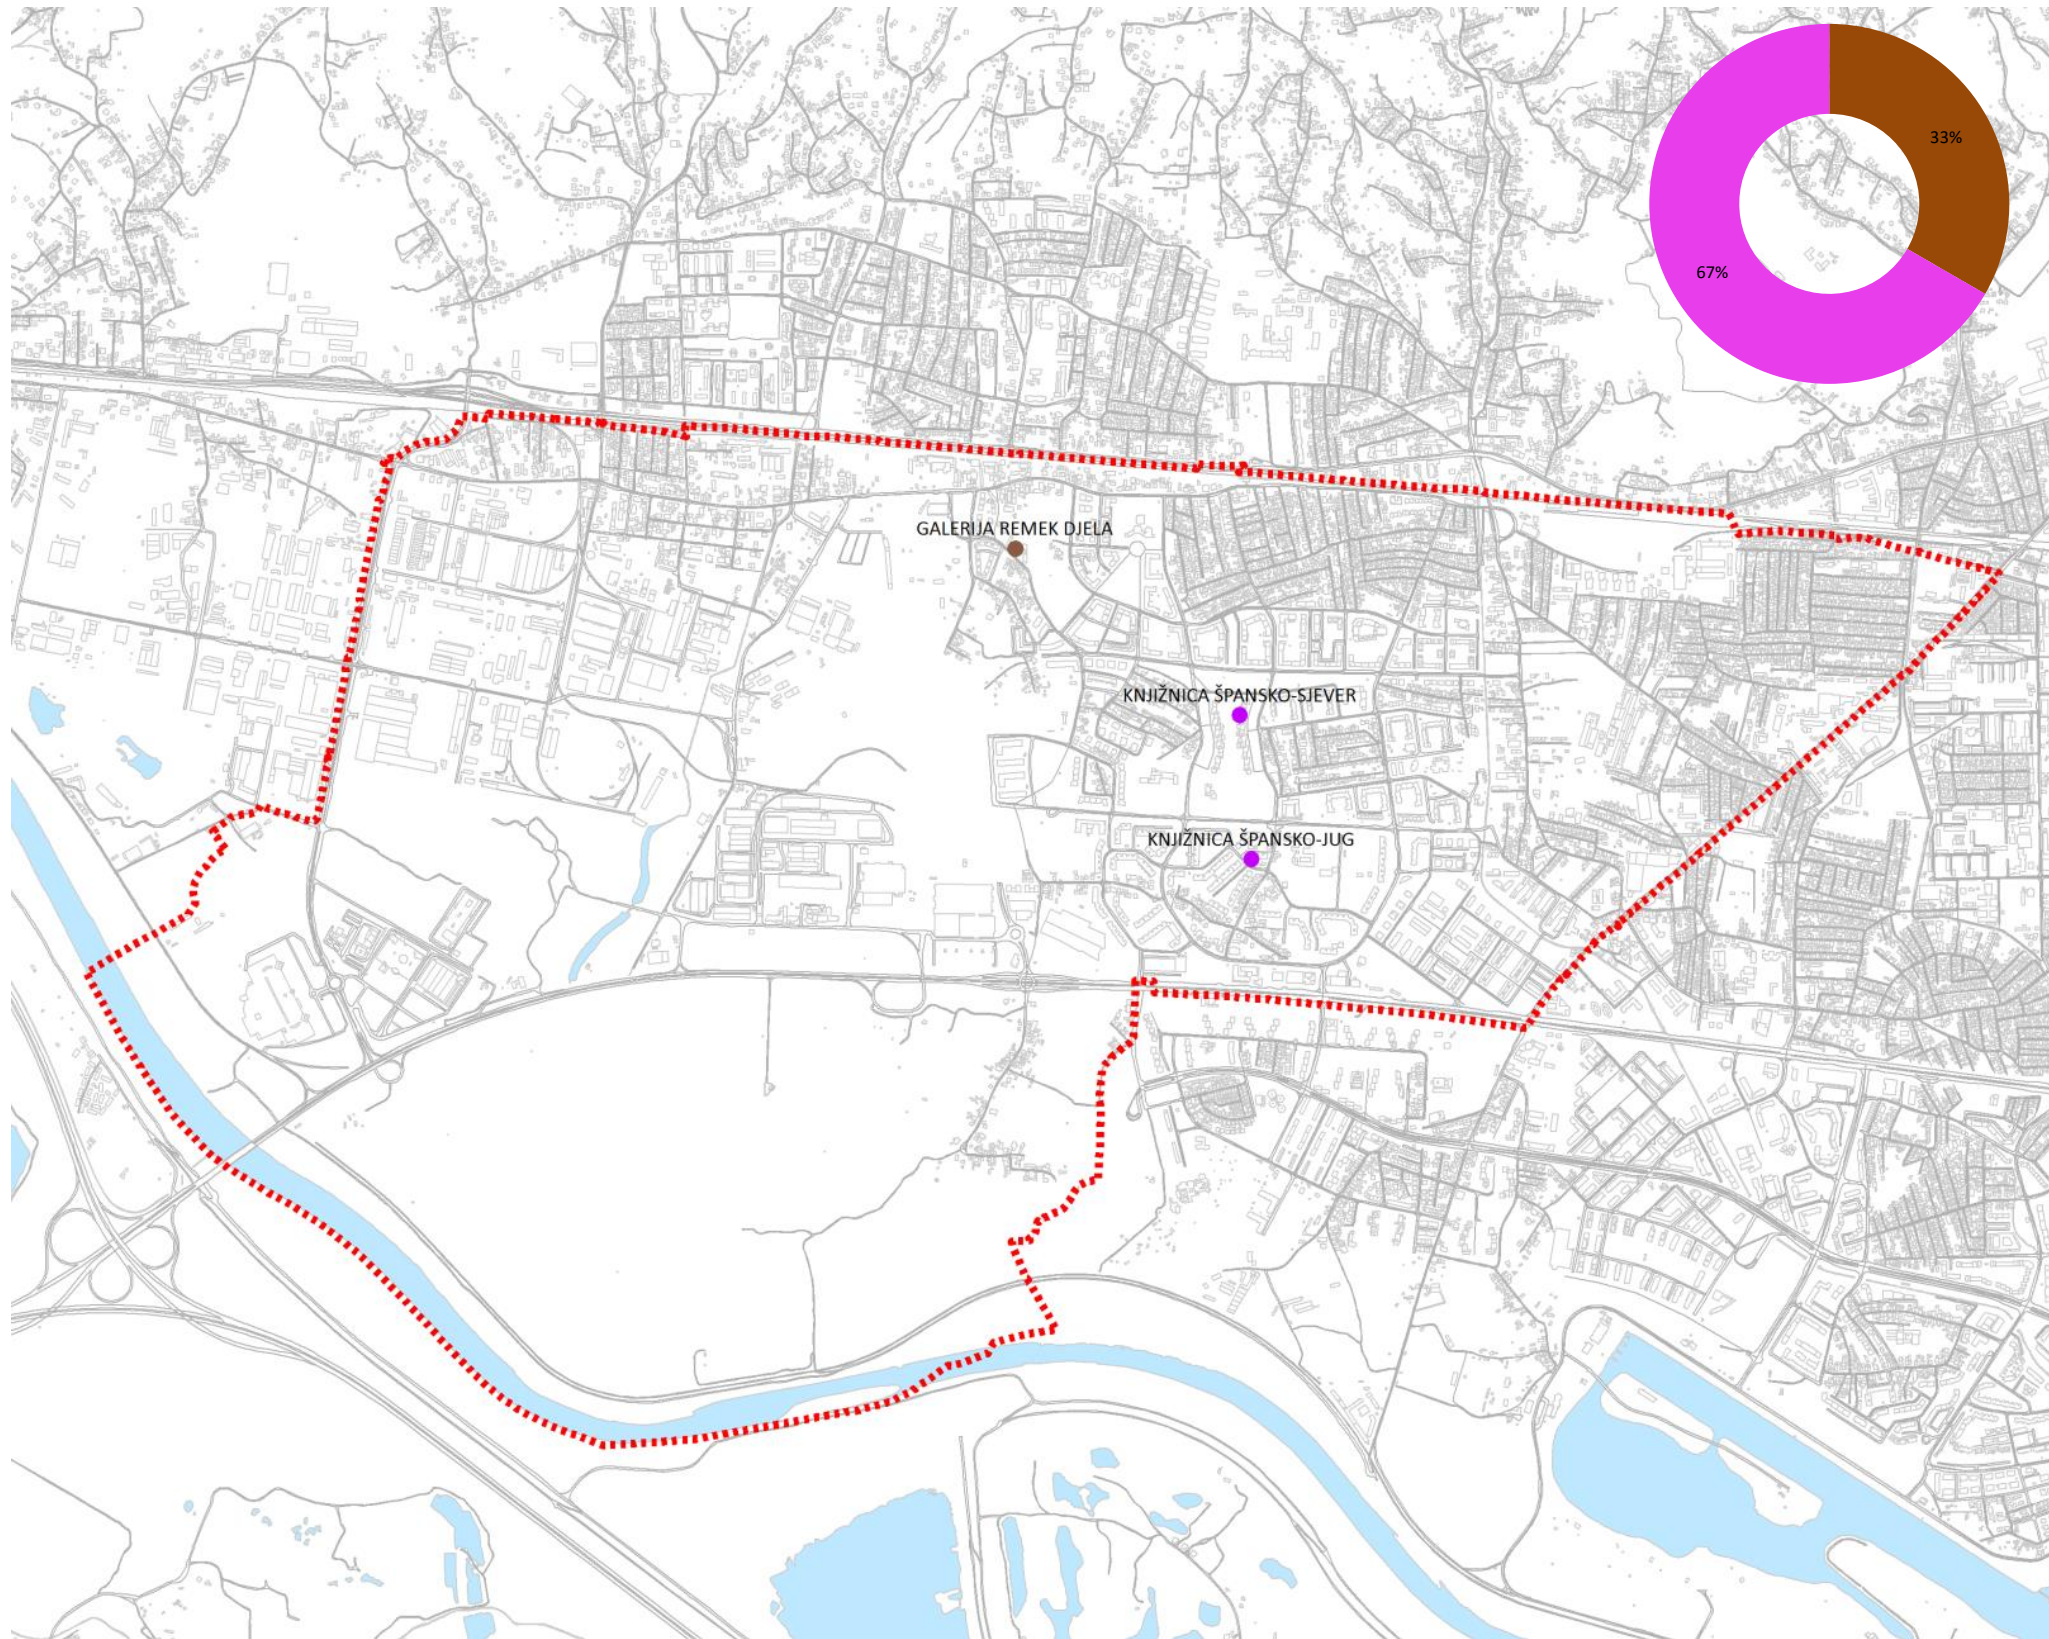 33%
67%
GALERIJA REMEK DJELA
KNJIŽNICA ŠPANSKO-SJEVER
KNJIŽNICA ŠPANSKO-JUG